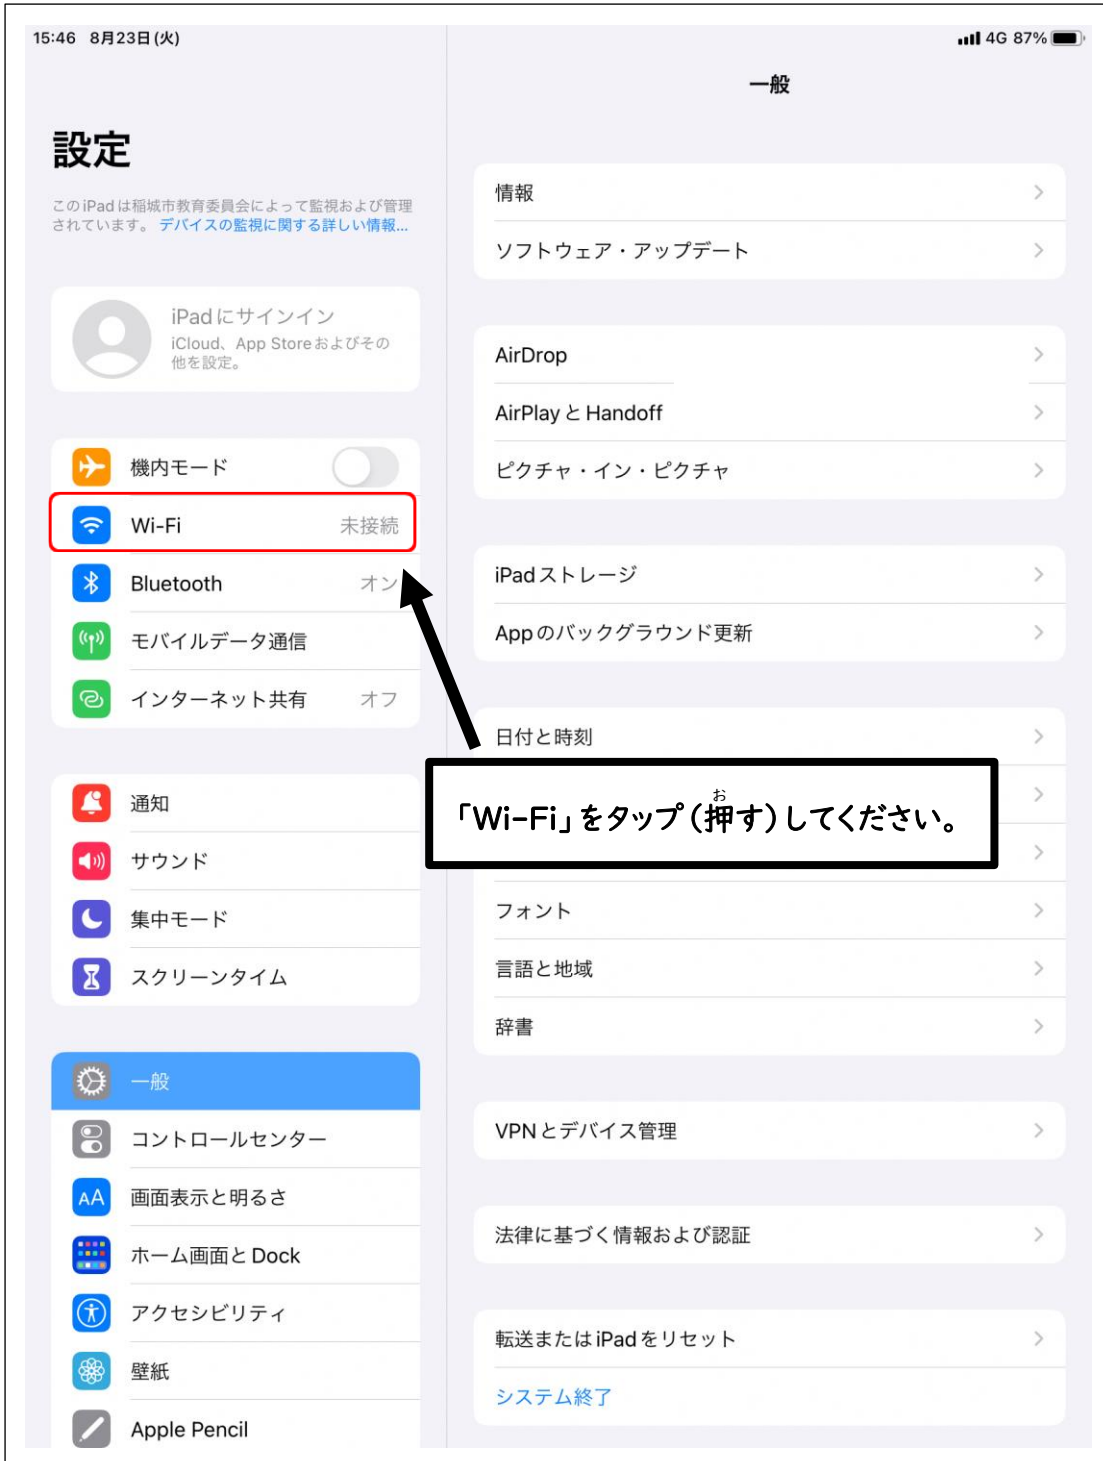 15:46 8月23日(火)
4G 87%
設定
このiPadは稲城市教育委員会によって監視および管理
されています。デバイスの監視に関する詳しい情報...
iPadにサインイン
iCloud、App Storeおよびその
他を設定。
機内モード
Wi-Fi 未接続
Bluetooth オン
モバイルデータ通信
インターネット共有 オフ
通知
サウンド
集中モード
スクリーンタイム
一般
コントロールセンター
AA 画面表示と明るさ
ホーム画面とDock
アクセシビリティ
壁紙
Apple Pencil
一般
情報
ソフトウェア・アップデート
AirDrop
AirPlayとHandoff
ピクチャ・イン・ピクチャ
iPadストレージ
Appのバックグラウンド更新
日付と時刻
お
「Wi-Fi」をタップ(押す)してください。
フォント
言語と地域
辞書
VPNとデバイス管理
法律に基づく情報および認証
転送またはiPadをリセット
システム終了